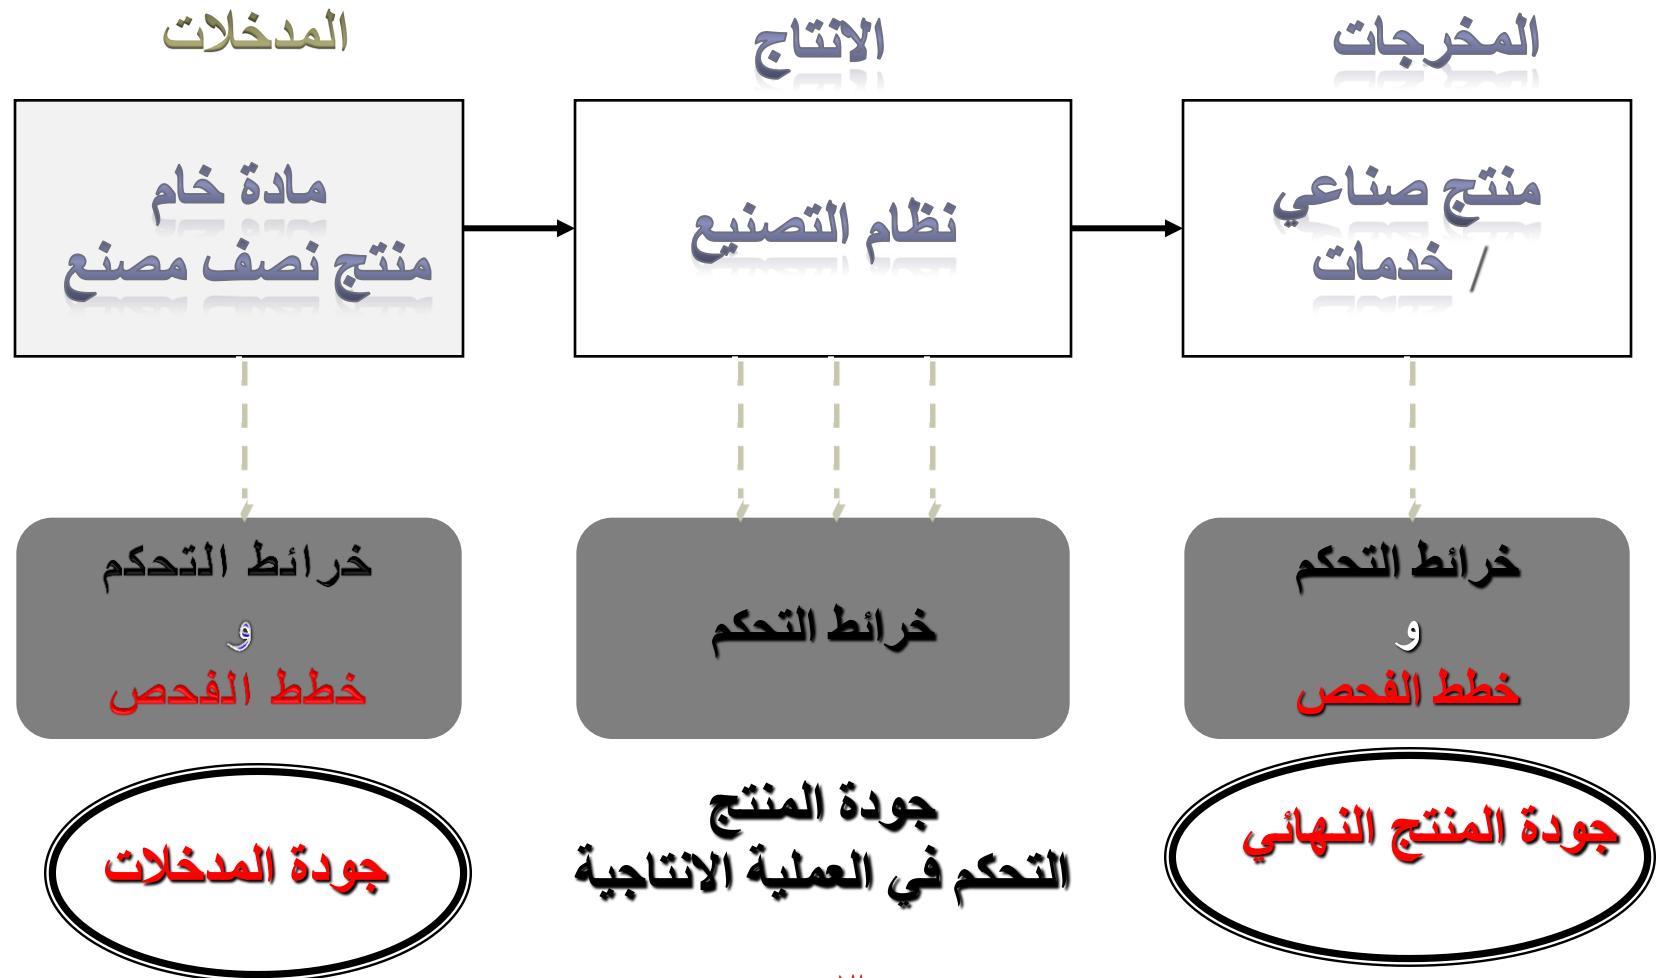 المدخلات
الانتاج
المخرجات
مادة خام
منتج نصف مصنع
نظام التصنيع
منتج صناعي
/ خدمات
خرائط التحكم
و
خطط الفحص
خرائط التحكم
خرائط التحكم
و
خطط الفحص
جودة المدخلات
جودة المنتج
التحكم في العملية الانتاجية
جودة المنتج النهائي